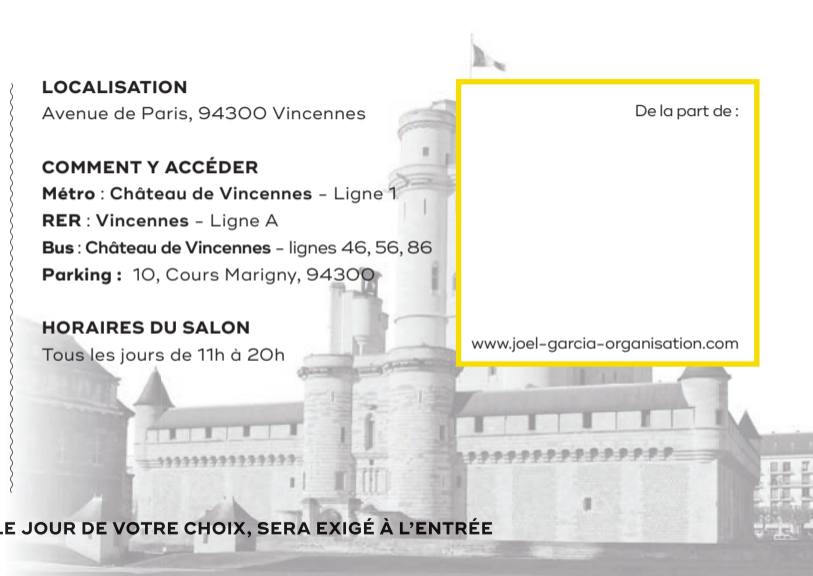 LOCALISATION
Avenue de Paris, 94300 Vincennes
COMMENT Y ACCÉDER
Métro : Château de Vincennes – Ligne 1
RER : Vincennes – Ligne A
Bus : Château de Vincennes – lignes 46, 56, 86
Parking : 10, Cours Marigny, 94300
HORAIRES DU SALON
Tous les jours de 11h à 20h
De la part de :
www.joel-garcia-organisation.com
LE JOUR DE VOTRE CHOIX, SERA EXIGÉ À L'ENTRÉE